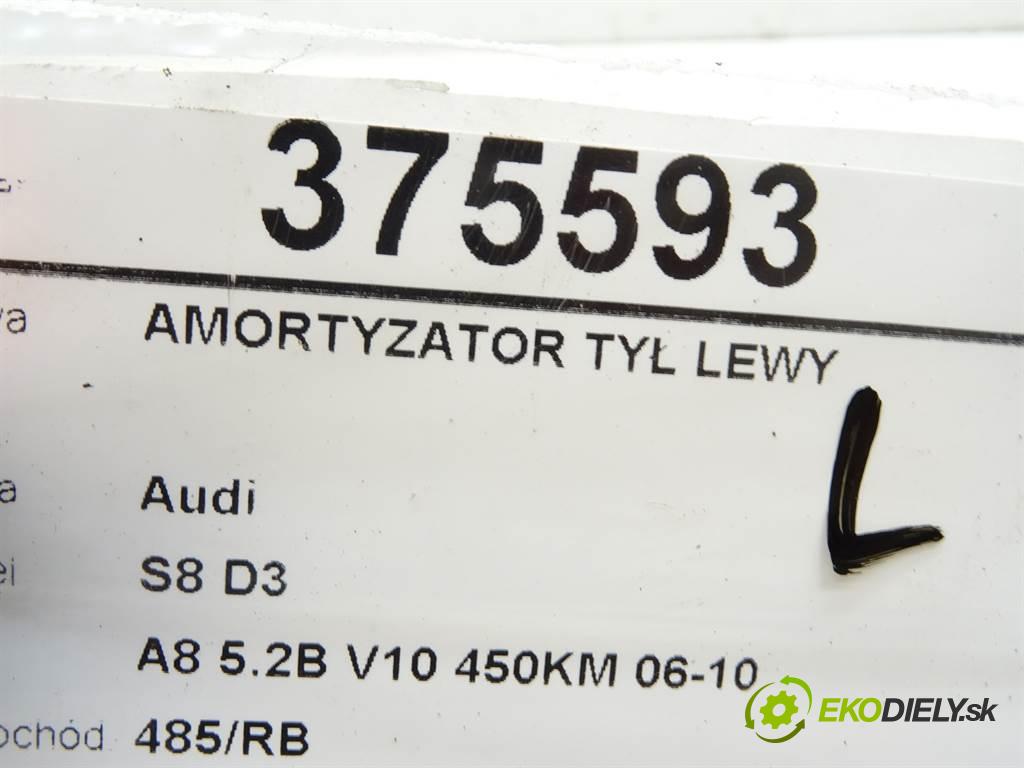 375593
AMORTYZATOR TYŁ LEWY
L
Audi
S8 D3
A8 5.2B V10 450KM 06-10
485/RB
EKODIELY.sk